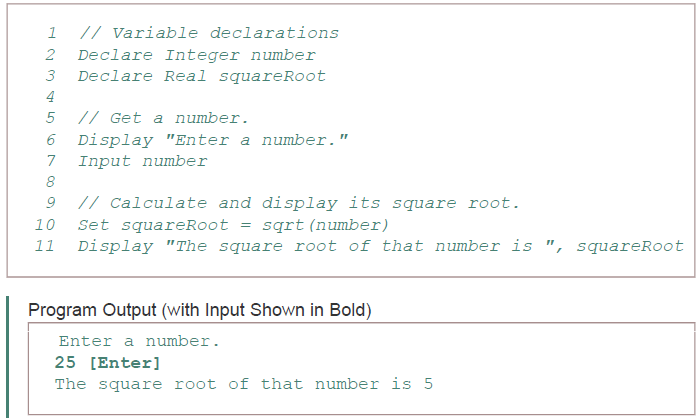 1 // Variable declarations
2 Declare Integer number
3 Declare Real squareRoot
4
5 // Get a number.
6 Display "Enter a number."
7 Input number
8
9 // Calculate and display its square root.
10 Set squareRoot = sqrt(number)
11 Display "The square root of that number is ", squareRoot
Program Output (with Input Shown in Bold)
Enter a number.
25 [Enter]
The square root of that number is 5